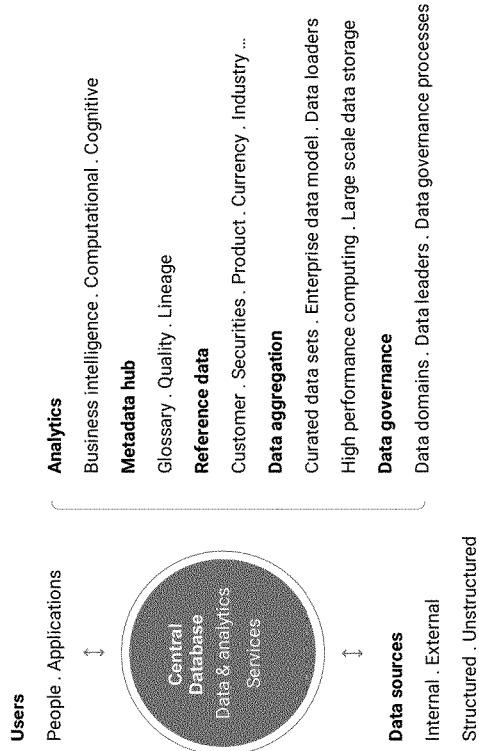 Users
People . Applications
Central
Database
Data & analytics
Services
Data sources
Internal . External
Structured . Unstructured
Analytics
Business intelligence . Computational . Cognitive
Metadata hub
Glossary . Quality . Lineage
Reference data
Customer . Securities . Product . Currency . Industry ...
Data aggregation
Curated data sets . Enterprise data model . Data loaders
High performance computing . Large scale data storage
Data governance
Data domains . Data leaders . Data governance processes